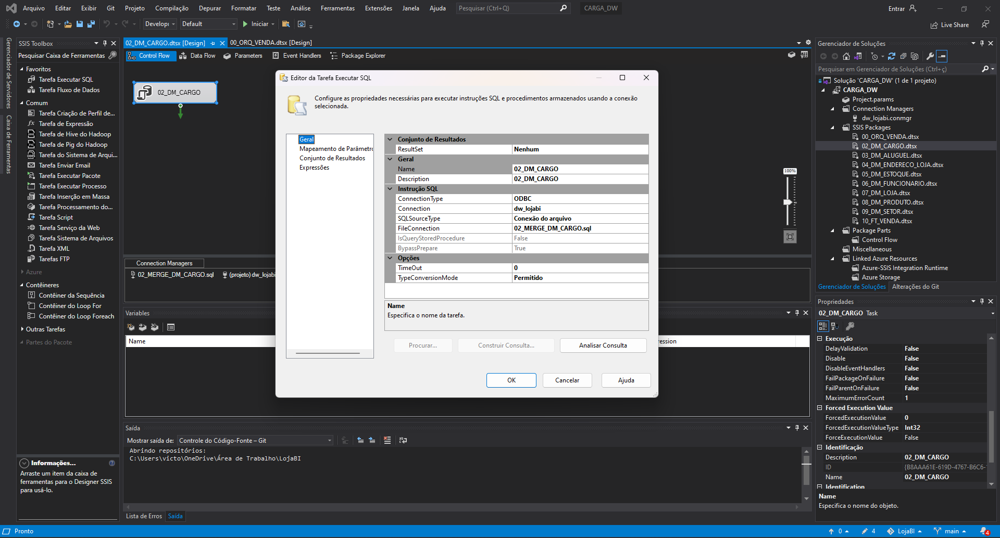 Arquivo Editar Exibir Git Projeto Compilação Depurar Formatar Teste Análise Ferramentas Extensões Janela Ajuda Pesquisar (Ctrl+Q) CARGA_DW Entrar
Default Iniciar Live Share
Gerenciador de Servidores
Caixa de Ferramentas
SSIS Toolbox
Pesquisar Caixa de Ferramentas
Favoritos
Tarefa Executar SQL
Tarefa Fluxo de Dados
Comum
Tarefa Criação de Perfil de...
Tarefa de Expressão
Tarefa de Hive do Hadoop
Tarefa de Pig do Hadoop
Tarefa do Sistema de Arqui...
Tarefa Enviar Email
Tarefa Executar Pacote
Tarefa Executar Processo
Tarefa Inserção em Massa
Tarefa Processamento do...
Tarefa Script
Tarefa Serviço da Web
Tarefa Sistema de Arquivos
Tarefa XML
Tarefas FTP
Azure
Contêineres
Contêiner da Sequência
Contêiner do Loop For
Contêiner do Loop Foreach
Outras Tarefas
Partes do Pacote
Informações...
Arraste um item da caixa de
ferramentas para o Designer SSIS
para usá-lo.
02_DM_CARGO.dtsx [Design] 00_ORQ_VENDA.dtsx [Design]
Control Flow Data Flow Parameters Event Handlers Package Explorer
02_DM_CARGO
100%
Connection Managers
02_MERGE_DM_CARGO.sql (projeto) dw_lojabi
Variables
Name
Editor da Tarefa Executar SQL
Configure as propriedades necessárias para executar instruções SQL e procedimentos armazenados usando a conexão
selecionada.
Geral
Mapeamento de Parâmetro
Conjunto de Resultados
Expressões
Conjunto de Resultados
ResultSet Nenhum
Geral
Name 02_DM_CARGO
Description 02_DM_CARGO
Instrução SQL
ConnectionType ODBC
Connection dw_lojabi
SQLSourceType Conexão do arquivo
FileConnection 02_MERGE_DM_CARGO.sql
IsQueryStoredProcedure False
BypassPrepare True
Opções
TimeOut 0
TypeConversionMode Permitido
Name
Especifica o nome da tarefa.
Procurar... Construir Consulta... Analisar Consulta
OK Cancelar Ajuda
Saída
Mostrar saída de: Controle do Código-Fonte – Git
Abrindo repositórios:
C:\Users\victo\OneDrive\Área de Trabalho\LojaBI
Lista de Erros Saída
Gerenciador de Soluções
Pesquisar em Gerenciador de Soluções (Ctrl+ç)
Solução 'CARGA_DW' (1 de 1 projeto)
CARGA_DW
Project.params
Connection Managers
dw_lojabi.conmgr
SSIS Packages
00_ORQ_VENDA.dtsx
02_DM_CARGO.dtsx
03_DM_ALUGUEL.dtsx
04_DM_ENDERECO_LOJA.dtsx
05_DM_ESTOQUE.dtsx
06_DM_FUNCIONARIO.dtsx
07_DM_LOJA.dtsx
08_DM_PRODUTO.dtsx
09_DM_SETOR.dtsx
10_FT_VENDA.dtsx
Package Parts
Control Flow
Miscellaneous
Linked Azure Resources
Azure-SSIS Integration Runtime
Azure Storage
Gerenciador de Soluções Alterações do Git
Propriedades
02_DM_CARGO Task
Execução
DelayValidation False
Disable False
DisableEventHandlers False
FailPackageOnFailure False
FailParentOnFailure False
MaximumErrorCount 1
Forced Execution Value
ForcedExecutionValue 0
ForcedExecutionValueType Int32
ForceExecutionValue False
Identificação
Description 02_DM_CARGO
ID {B8AAA61E-619D-4767-B6C6-
Name 02_DM_CARGO
Identification
Name
Especifica o nome do objeto.
Pronto 0 4 LojaBI main 4